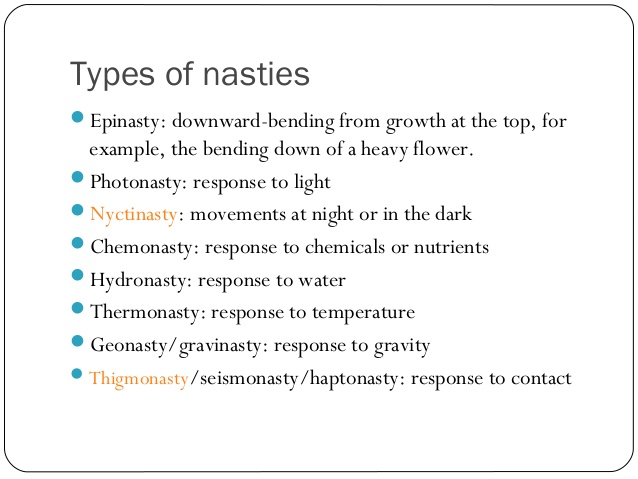 Types of nasties
Epinasty: downward-bending from growth at the top, for
example, the bending down of a heavy flower.
Photonasty: response to light
Nyctinasty: movements at night or in the dark
Chemonasty: response to chemicals or nutrients
Hydronasty: response to water
Thermonasty: response to temperature
Geonasty/gravinasty: response to gravity
Thigmonasty/seismonasty/haptonasty: response to contact